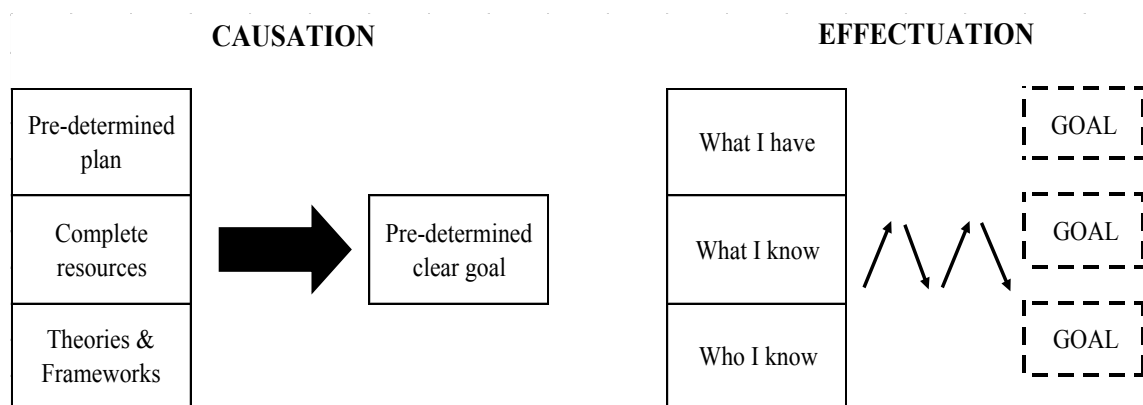 CAUSATION
Pre-determined
plan
Complete
resources
Theories &
Frameworks
Pre-determined
clear goal
EFFECTUATION
What I have
What I know
Who I know
GOAL
GOAL
GOAL